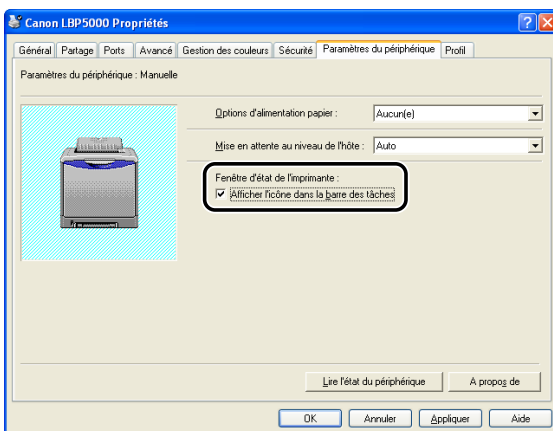 Canon LBP5000 Propriétés
Général Partage Ports Avancé Gestion des couleurs Sécurité Paramètres du périphérique Profil
Paramètres du périphérique : Manuelle
Options d'alimentation papier : Aucun(e)
Mise en attente au niveau de l'hôte : Auto
Fenêtre d'état de l'imprimante :
Afficher l'icône dans la barre des tâches
Lire l'état du périphérique A propos de
OK Annuler Appliquer Aide